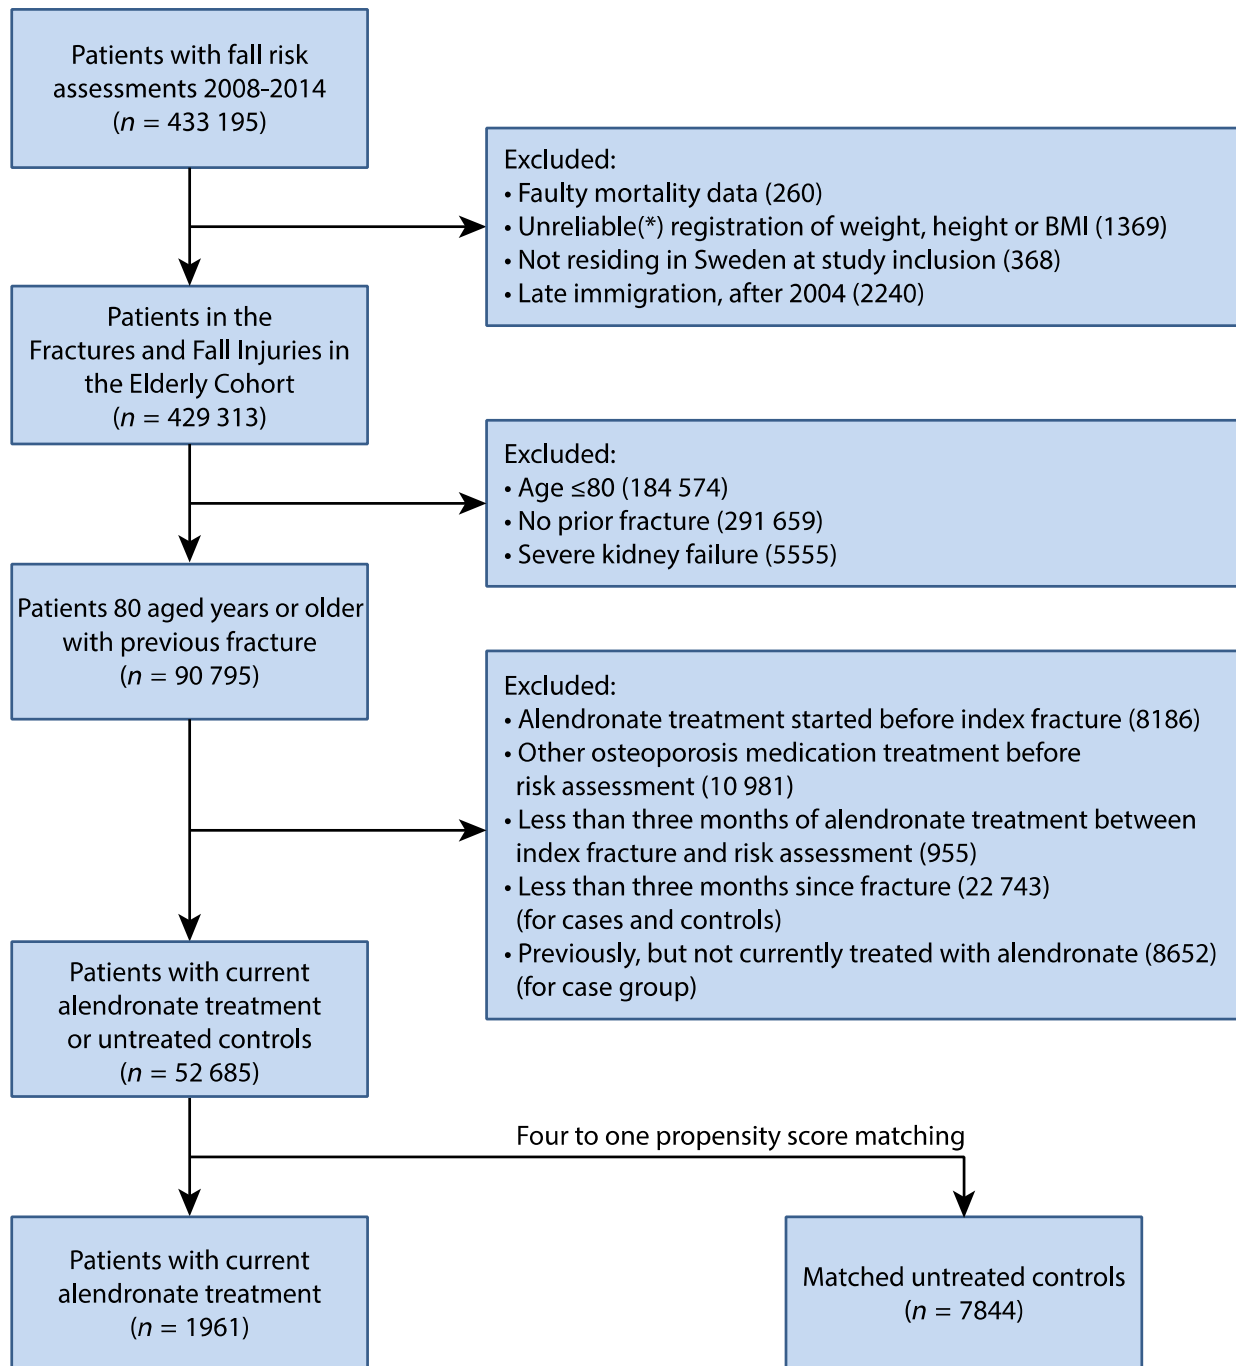 Patients with fall risk
assessments 2008-2014
(n = 433 195)
Excluded:
• Faulty mortality data (260)
• Unreliable(*) registration of weight, height or BMI (1369)
• Not residing in Sweden at study inclusion (368)
• Late immigration, after 2004 (2240)
Patients in the
Fractures and Fall Injuries in
the Elderly Cohort
(n = 429 313)
Excluded:
• Age ≤80 (184 574)
• No prior fracture (291 659)
• Severe kidney failure (5555)
Patients 80 aged years or older
with previous fracture
(n = 90 795)
Excluded:
• Alendronate treatment started before index fracture (8186)
• Other osteoporosis medication treatment before
risk assessment (10 981)
• Less than three months of alendronate treatment between
index fracture and risk assessment (955)
• Less than three months since fracture (22 743)
(for cases and controls)
• Previously, but not currently treated with alendronate (8652)
(for case group)
Patients with current
alendronate treatment
or untreated controls
(n = 52 685)
Four to one propensity score matching
Patients with current
alendronate treatment
(n = 1961)
Matched untreated controls
(n = 7844)